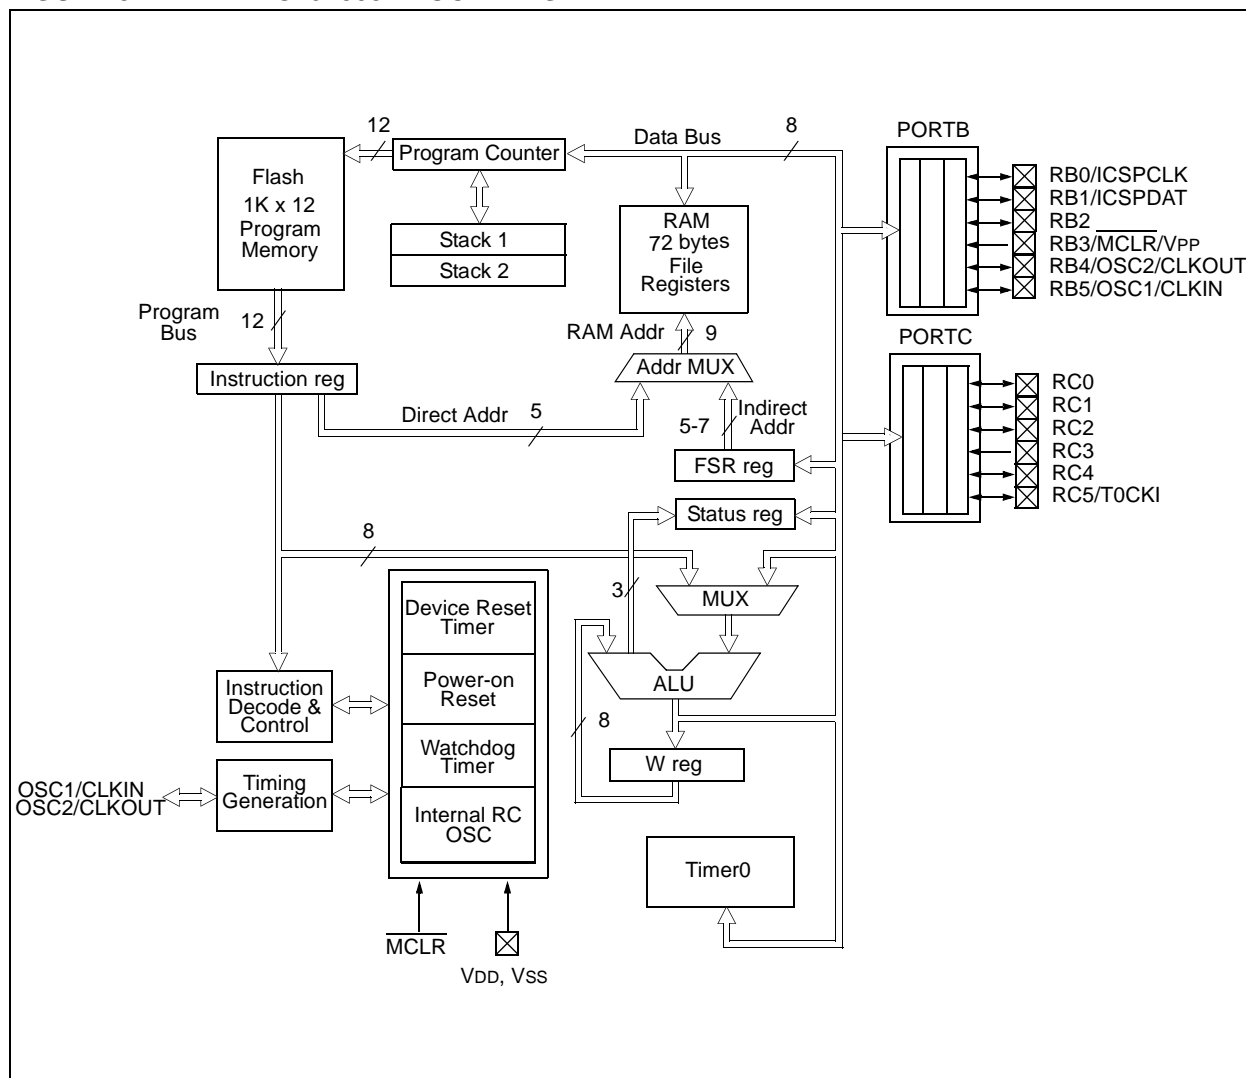 12
Program Counter
Data Bus
8
PORTB
Flash
1K x 12
Program
Memory
Stack 1
Stack 2
RAM
72 bytes
File
Registers
RB0/ICSPCLK
RB1/ICSPDAT
RB2
RB3/MCLR/VPP
RB4/OSC2/CLKOUT
RB5/OSC1/CLKIN
Program
Bus
12
RAM Addr
9
PORTC
Instruction reg
Addr MUX
Direct Addr
5
5-7
Indirect
Addr
RC0
RC1
RC2
RC3
RC4
RC5/T0CKI
FSR reg
Status reg
8
3
MUX
Device Reset
Timer
Power-on
Reset
Watchdog
Timer
Internal RC
OSC
ALU
8
W reg
Instruction
Decode &
Control
OSC1/CLKIN
OSC2/CLKOUT
Timing
Generation
Timer0
MCLR
VDD, VSS